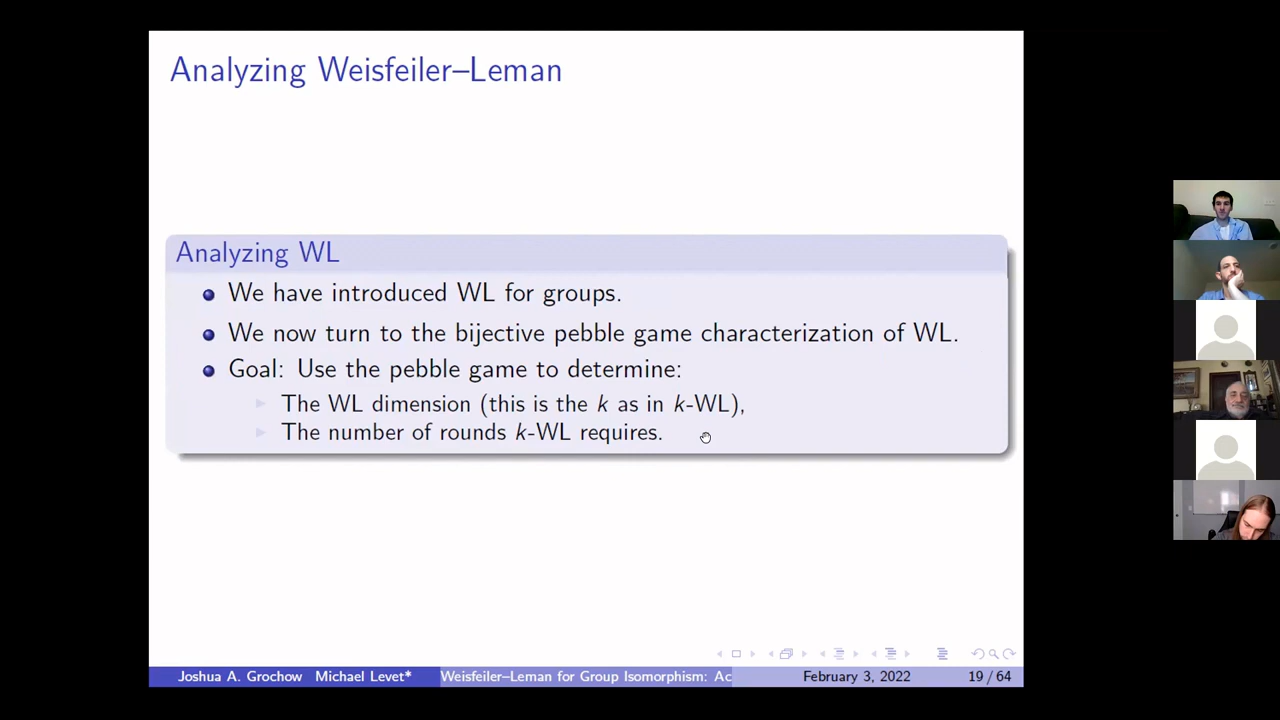 Analyzing Weisfeiler–Leman
Analyzing WL
We have introduced WL for groups.
We now turn to the bijective pebble game characterization of WL.
Goal: Use the pebble game to determine:
The WL dimension (this is the k as in k-WL),
The number of rounds k-WL requires.
Joshua A. Grochow Michael Levet* Weisfeiler–Leman for Group Isomorphism: Ac February 3, 2022 19 / 64